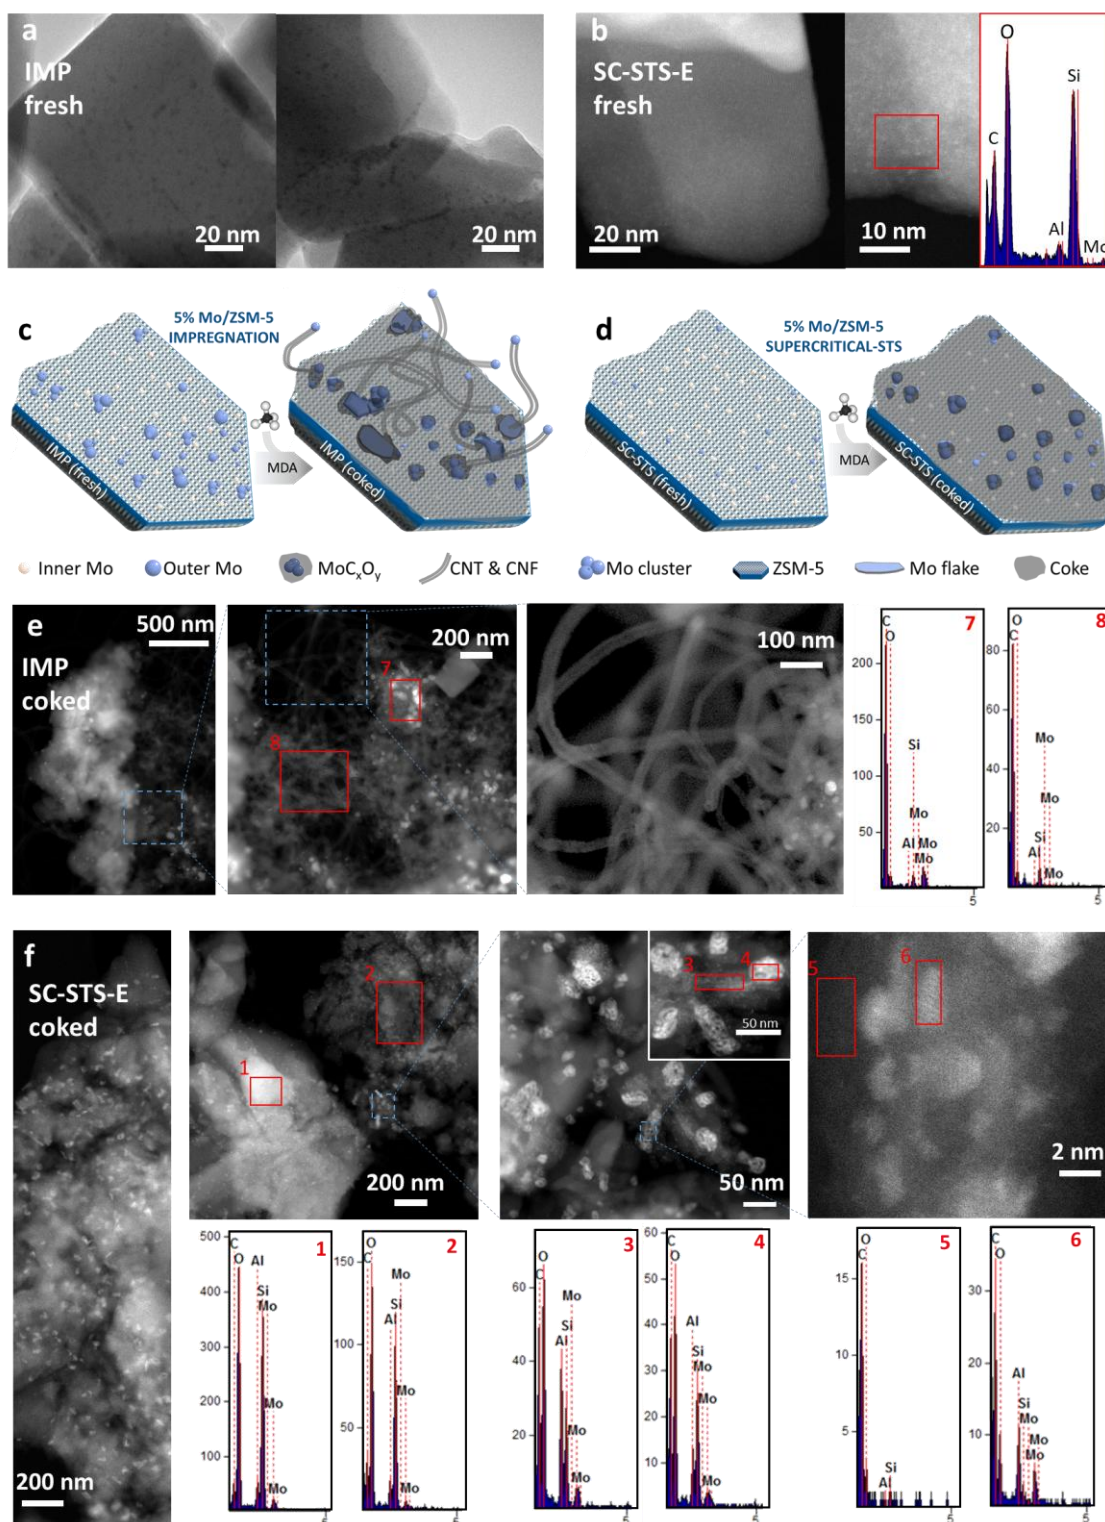 a
IMP
fresh
20 nm
20 nm
b
SC-STS-E
fresh
20 nm
10 nm
O
Si
C
Al
Mo
c
5% Mo/ZSM-5
IMPREGNATION
IMP (fresh)
MDA
IMP (coked)
d
5% Mo/ZSM-5
SUPERCRITICAL-STS
SC-STS (fresh)
MDA
SC-STS (coked)
Inner Mo
Outer Mo
MoCxOy
CNT & CNF
Mo cluster
ZSM-5
Mo flake
Coke
e
IMP
coked
500 nm
200 nm
7
8
100 nm
7
C
O
200
150
100
50
Si
Mo
Al
Mo
Mo
5
8
O
C
80
60
40
20
Mo
Mo
Si
Al
Mo
5
f
SC-STS-E
coked
200 nm
1
2
200 nm
3
4
50 nm
50 nm
5
6
2 nm
1
500
400
300
200
100
C
O
Al
Si
Mo
Mo
Mo
5
2
150
100
50
O
C
Mo
Si
Al
Mo
Mo
5
3
60
40
20
O
C
Mo
Si
Al
Mo
Mo
5
4
60
50
40
30
20
10
C
O
Al
Si
Mo
Mo
Mo
5
5
15
10
5
O
C
Si
Al
5
6
30
20
10
C
O
Al
Si
Mo
Mo
Mo
5